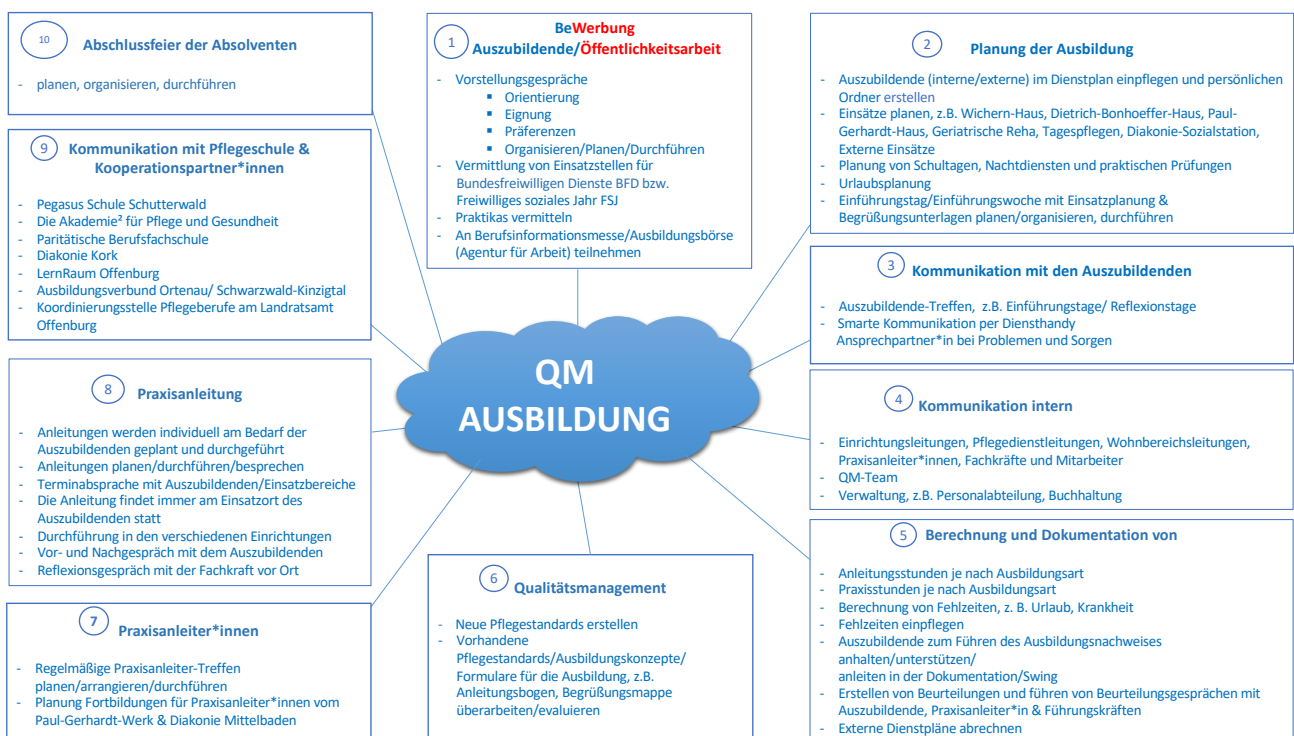 1
BeWerbung
Auszubildende/Öffentlichkeitsarbeit
- Vorstellungsgespräche
▪ Orientierung
▪ Eignung
▪ Präferenzen
▪ Organisieren/Planen/Durchführen
- Vermittlung von Einsatzstellen für
Bundesfreiwilligen Dienste BFD bzw.
Freiwilliges soziales Jahr FSJ
- Praktikas vermitteln
- An Berufsinformationsmesse/Ausbildungsbörse
(Agentur für Arbeit) teilnehmen
2
Planung der Ausbildung
- Auszubildende (interne/externe) im Dienstplan einpflegen und persönlichen
Ordner erstellen
- Einsätze planen, z.B. Wichern-Haus, Dietrich-Bonhoeffer-Haus, Paul-
Gerhardt-Haus, Geriatrische Reha, Tagespflegen, Diakonie-Sozialstation,
Externe Einsätze
- Planung von Schultagen, Nachtdiensten und praktischen Prüfungen
- Urlaubsplanung
- Einführungstag/Einführungswoche mit Einsatzplanung &
Begrüßungsunterlagen planen/organisieren, durchführen
3
Kommunikation mit den Auszubildenden
- Auszubildende-Treffen, z.B. Einführungstage/ Reflexionstage
- Smarte Kommunikation per Diensthandy
Ansprechpartner*in bei Problemen und Sorgen
4
Kommunikation intern
- Einrichtungsleitungen, Pflegedienstleitungen, Wohnbereichsleitungen,
Praxisanleiter*innen, Fachkräfte und Mitarbeiter
- QM-Team
- Verwaltung, z.B. Personalabteilung, Buchhaltung
5
Berechnung und Dokumentation von
- Anleitungsstunden je nach Ausbildungsart
- Praxisstunden je nach Ausbildungsart
- Berechnung von Fehlzeiten, z. B. Urlaub, Krankheit
- Fehlzeiten einpflegen
- Auszubildende zum Führen des Ausbildungsnachweises
anhalten/unterstützen/
anleiten in der Dokumentation/Swing
- Erstellen von Beurteilungen und führen von Beurteilungsgesprächen mit
Auszubildende, Praxisanleiter*in & Führungskräften
- Externe Dienstpläne abrechnen
6
Qualitätsmanagement
- Neue Pflegestandards erstellen
- Vorhandene
Pflegestandards/Ausbildungskonzepte/
Formulare für die Ausbildung, z.B.
Anleitungsbogen, Begrüßungsmappe
überarbeiten/evaluieren
7
Praxisanleiter*innen
- Regelmäßige Praxisanleiter-Treffen
planen/arrangieren/durchführen
- Planung Fortbildungen für Praxisanleiter*innen vom
Paul-Gerhardt-Werk & Diakonie Mittelbaden
8
Praxisanleitung
- Anleitungen werden individuell am Bedarf der
Auszubildenden geplant und durchgeführt
- Anleitungen planen/durchführen/besprechen
- Terminabsprache mit Auszubildenden/Einsatzbereiche
- Die Anleitung findet immer am Einsatzort des
Auszubildenden statt
- Durchführung in den verschiedenen Einrichtungen
- Vor- und Nachgespräch mit dem Auszubildenden
- Reflexionsgespräch mit der Fachkraft vor Ort
9
Kommunikation mit Pflegeschule &
Kooperationspartner*innen
- Pegasus Schule Schutterwald
- Die Akademie² für Pflege und Gesundheit
- Paritätische Berufsfachschule
- Diakonie Kork
- LernRaum Offenburg
- Ausbildungsverbund Ortenau/ Schwarzwald-Kinzigtal
- Koordinierungsstelle Pflegeberufe am Landratsamt
Offenburg
10
Abschlussfeier der Absolventen
- planen, organisieren, durchführen
QM
AUSBILDUNG